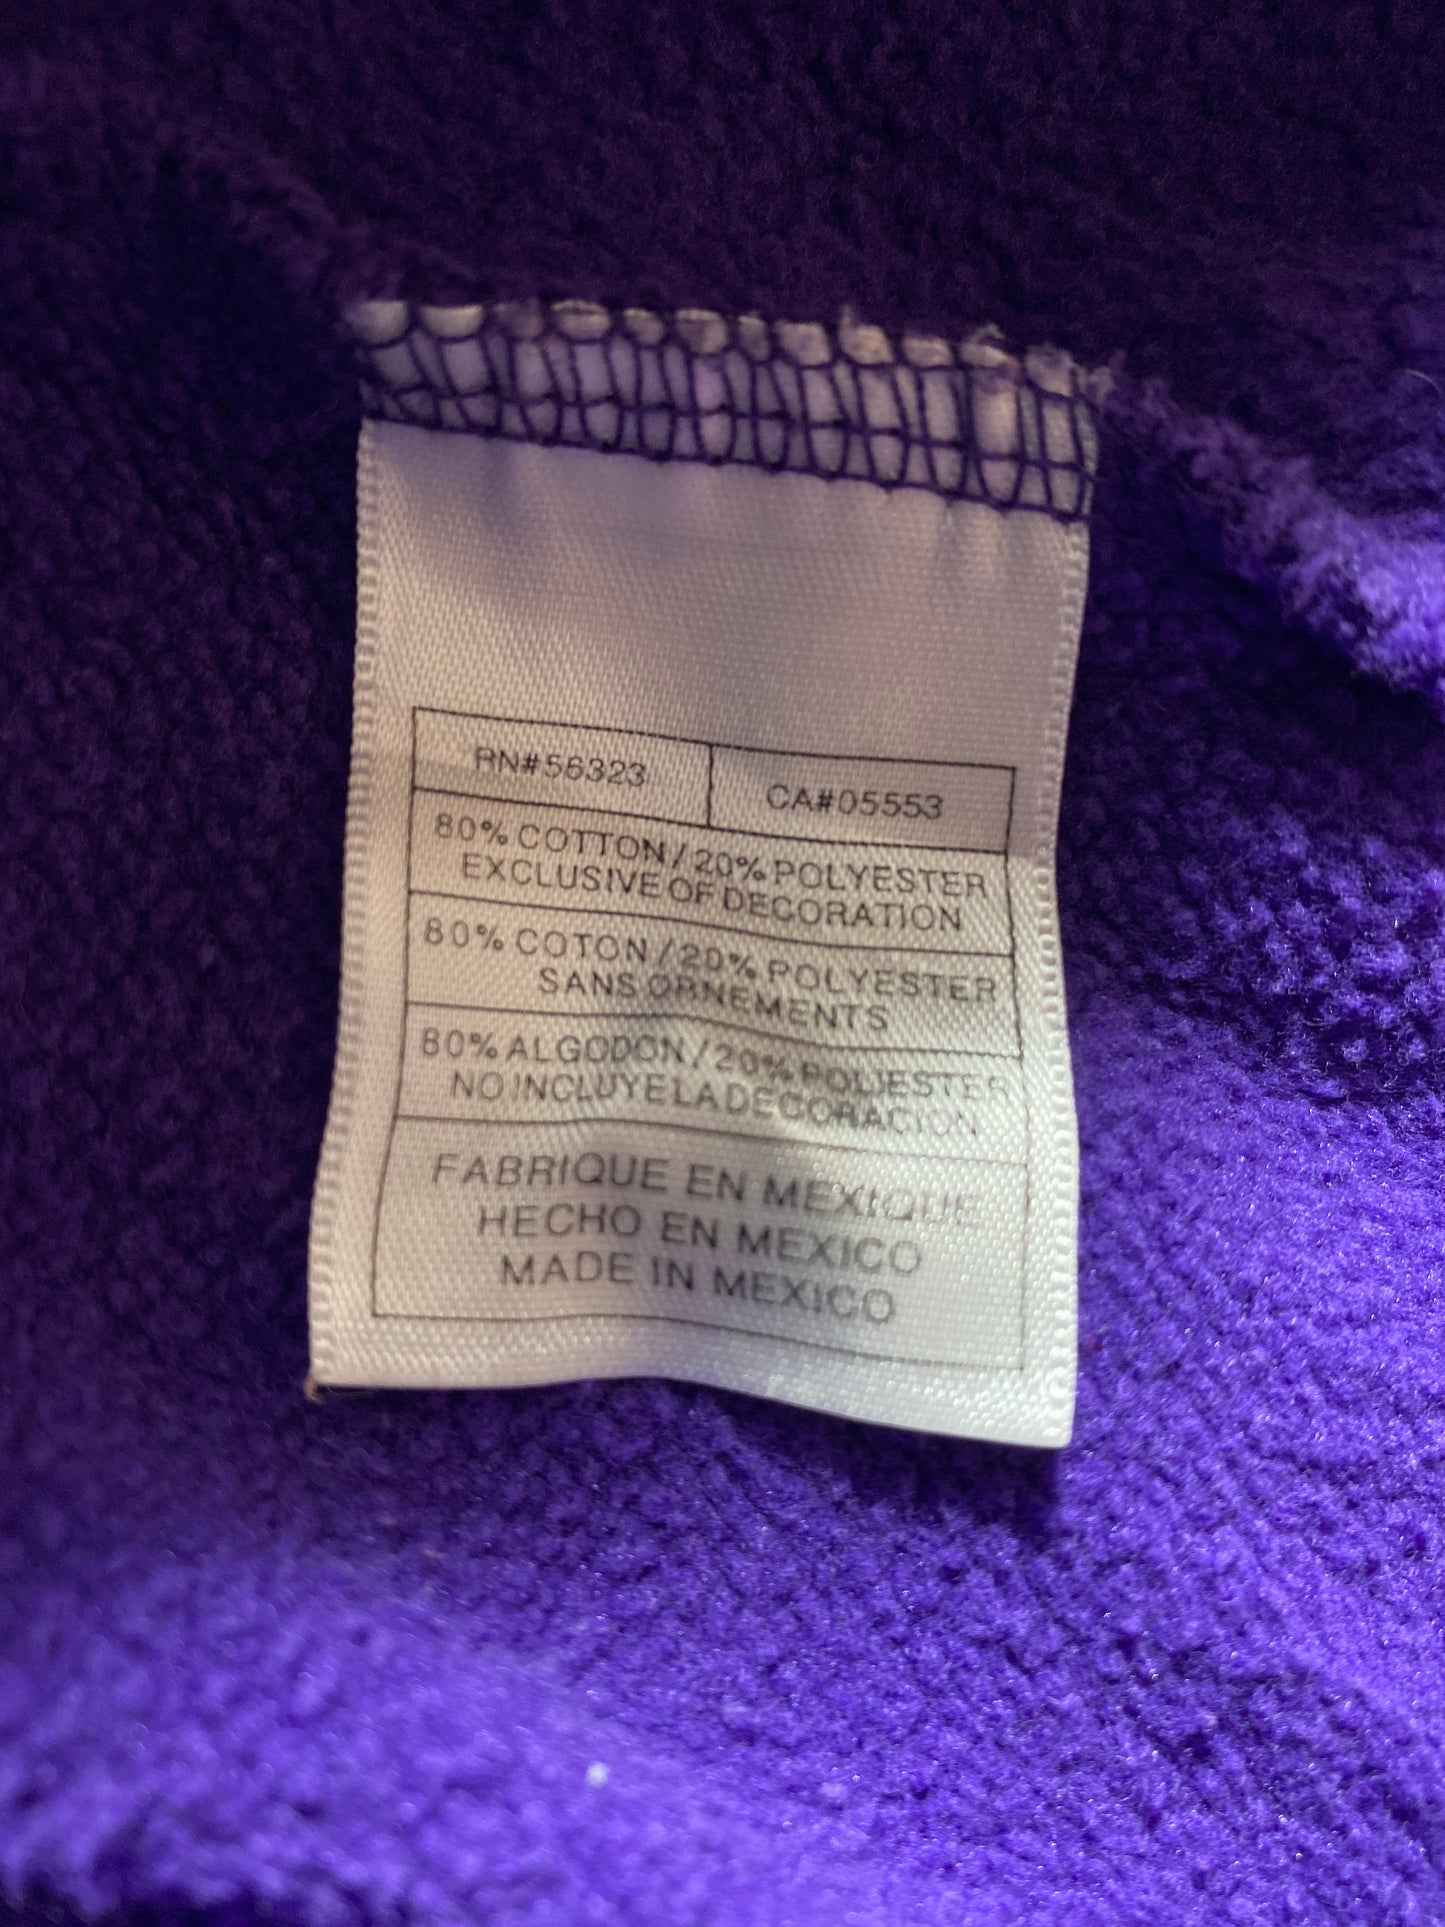 RN#56323
CA#05553
80% COTTON / 20% POLYESTER
EXCLUSIVE OF DECORATION
80% COTON / 20% POLYESTER
SANS ORNEMENTS
80% ALGODON / 20% POLIESTER
NO INCLUYE LA DECORACION
FABRIQUE EN MEXIQUE
HECHO EN MEXICO
MADE IN MEXICO